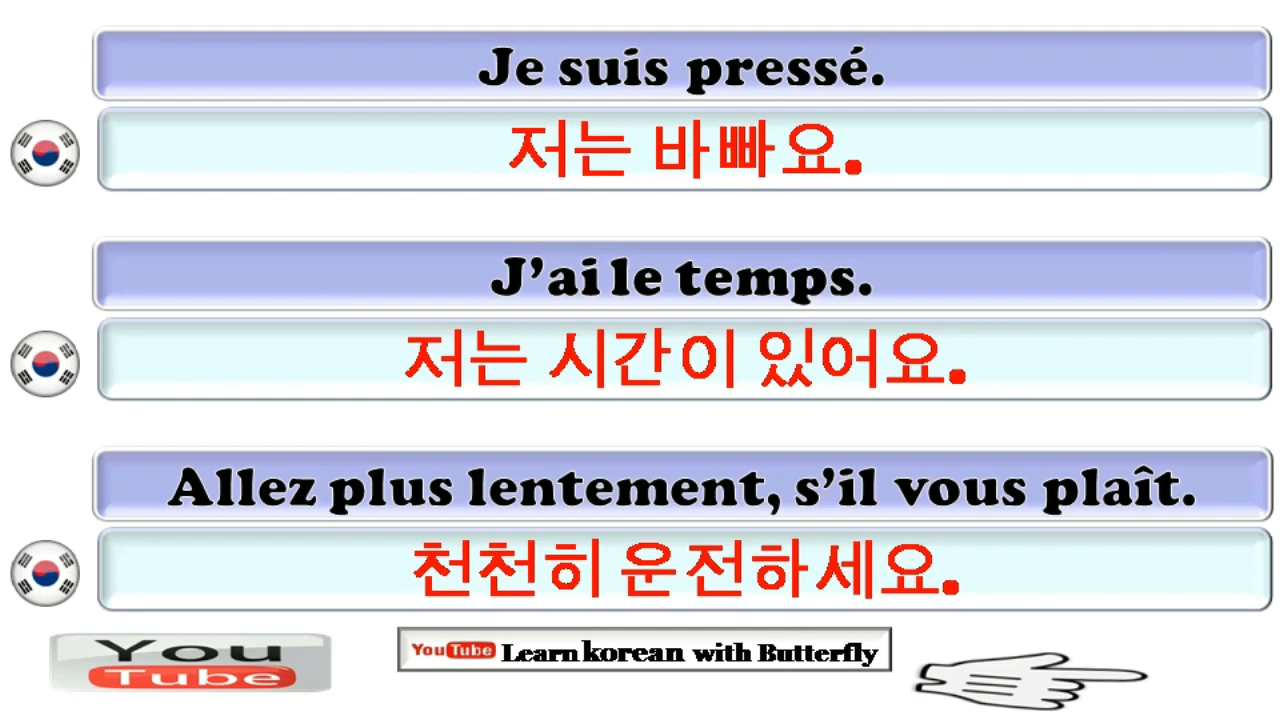 Je suis pressé.
저는 바빠요.
J'ai le temps.
저는 시간이 있어요.
Allez plus lentement, s'il vous plaît.
천천히 운전하세요.
You
Tube
YouTube Learn korean with Butterfly